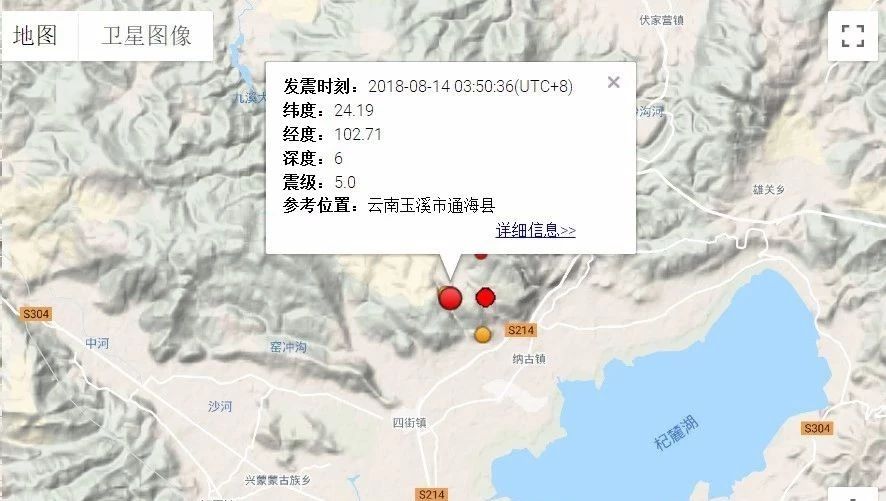 地图
卫星图像
伏家营镇
发震时刻：2018-08-14 03:50:36(UTC+8)
纬度：24.19
经度：102.71
深度：6
震级：5.0
参考位置：云南玉溪市通海县
详细信息>>
九溪大
沟河
雄关乡
S304
S214
中河
窑冲沟
纳古镇
沙河
四街镇
杞麓湖
S304
兴蒙蒙古族乡
S214